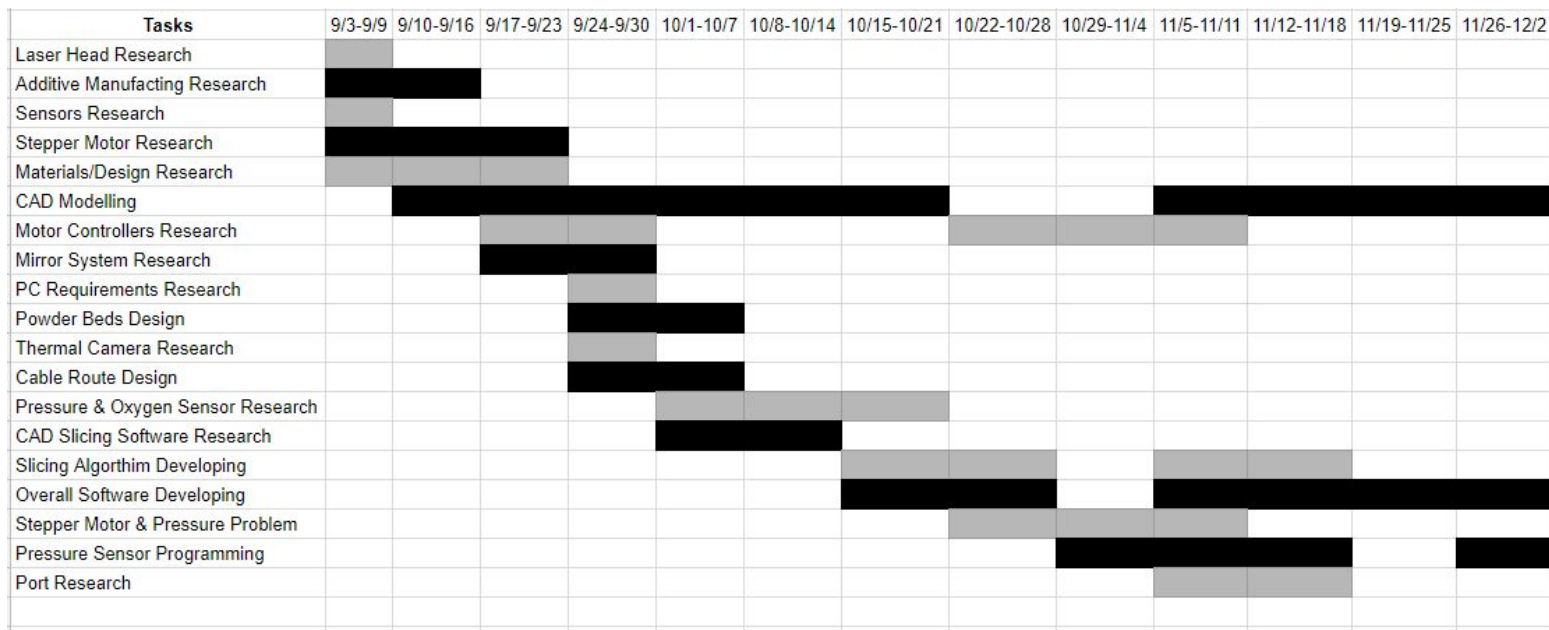 Tasks 9/3-9/9 9/10-9/16 9/17-9/23 9/24-9/30 10/1-10/7 10/8-10/14 10/15-10/21 10/22-10/28 10/29-11/4 11/5-11/11 11/12-11/18 11/19-11/25 11/26-12/2
Laser Head Research
Additive Manufacting Research
Sensors Research
Stepper Motor Research
Materials/Design Research
CAD Modelling
Motor Controllers Research
Mirror System Research
PC Requirements Research
Powder Beds Design
Thermal Camera Research
Cable Route Design
Pressure & Oxygen Sensor Research
CAD Slicing Software Research
Slicing Algorthim Developing
Overall Software Developing
Stepper Motor & Pressure Problem
Pressure Sensor Programming
Port Research